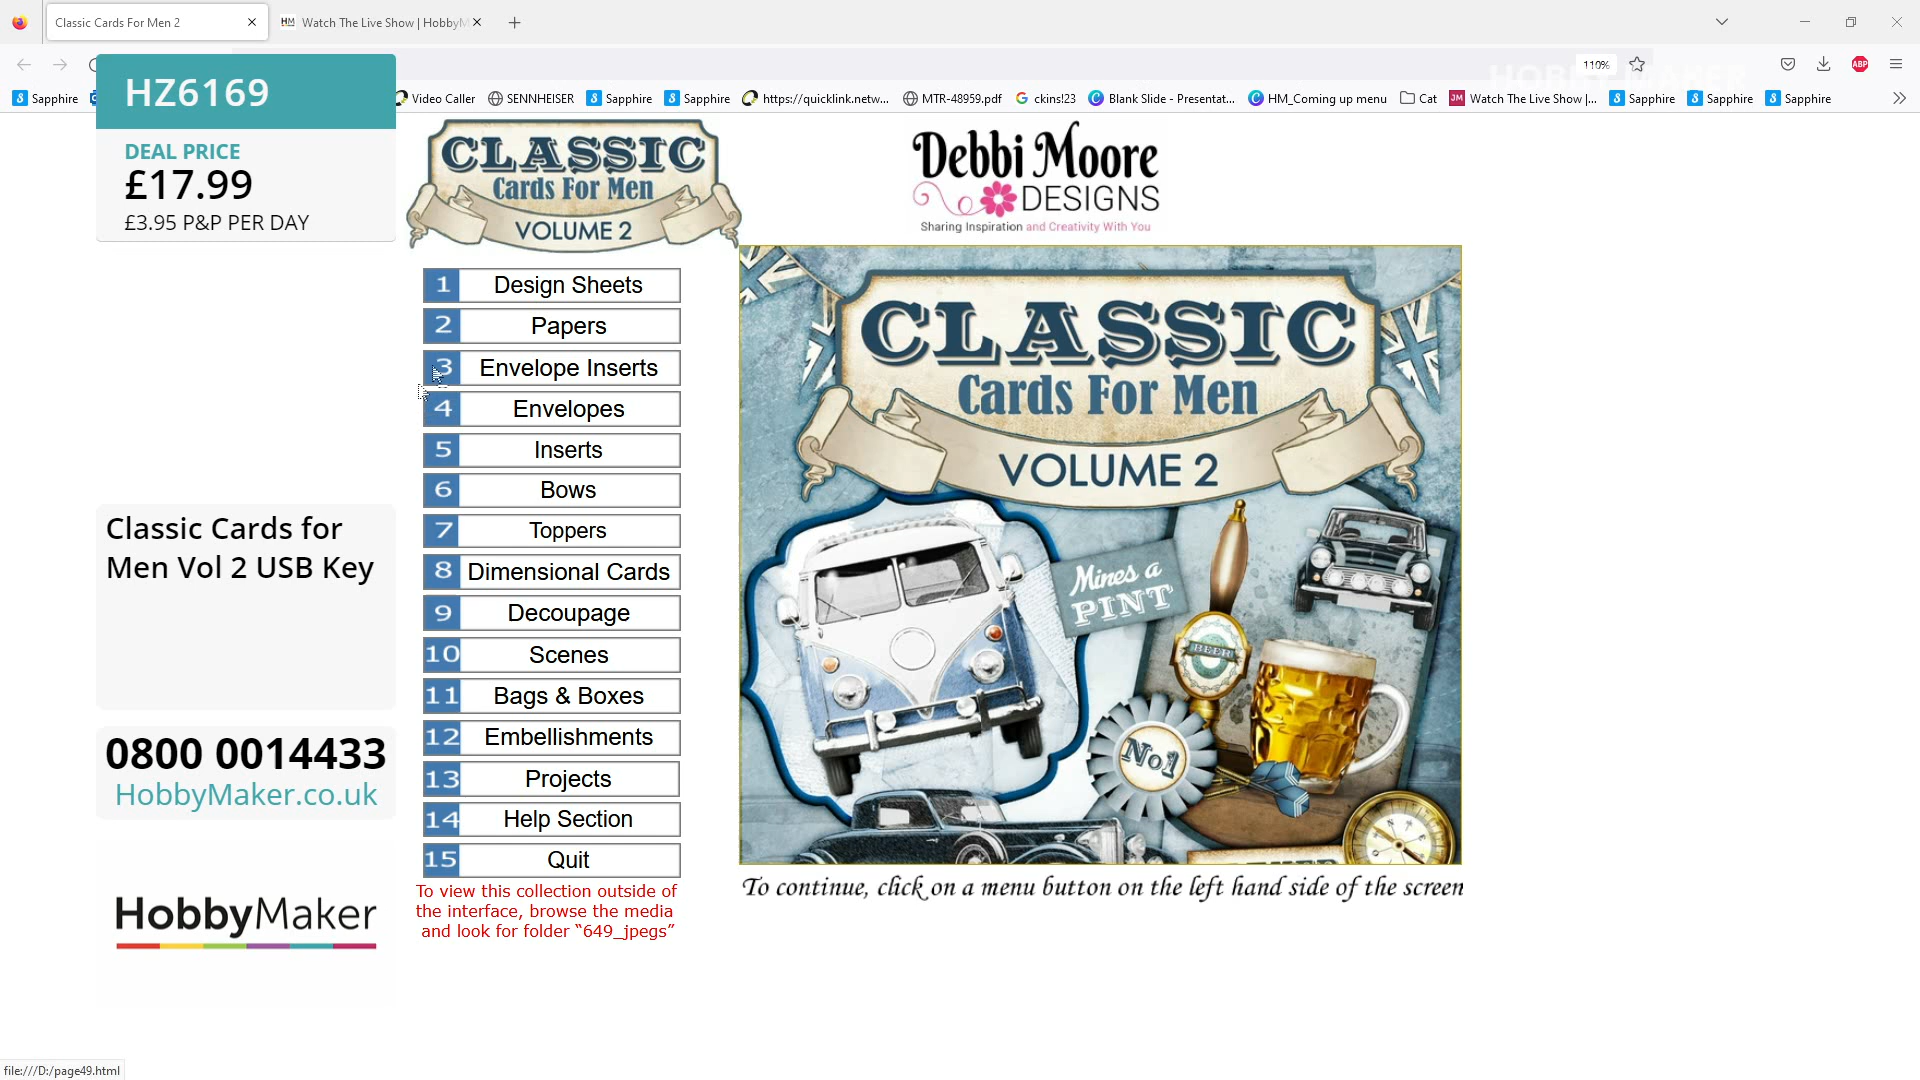 Classic Cards For Men 2
HM Watch The Live Show | HobbyM
110%
ABP
Sapphire
Video Caller
SENNHEISER
Sapphire
Sapphire
https://quicklink.netw...
MTR-48959.pdf
ckins!23
Blank Slide - Presentat...
HM_Coming up menu
Cat
JM Watch The Live Show |...
Sapphire
Sapphire
Sapphire
HZ6169
DEAL PRICE
£17.99
£3.95 P&P PER DAY
Classic Cards for
Men Vol 2 USB Key
0800 0014433
HobbyMaker.co.uk
HobbyMaker
CLASSIC
Cards For Men
VOLUME 2
Debbi Moore
DESIGNS
Sharing Inspiration and Creativity With You
1 Design Sheets
2 Papers
3 Envelope Inserts
4 Envelopes
5 Inserts
6 Bows
7 Toppers
8 Dimensional Cards
9 Decoupage
10 Scenes
11 Bags & Boxes
12 Embellishments
13 Projects
14 Help Section
15 Quit
To view this collection outside of
the interface, browse the media
and look for folder “649_jpegs”
CLASSIC
Cards For Men
VOLUME 2
Mines a
PINT
BEER
No1
To continue, click on a menu button on the left hand side of the screen
file:///D:/page49.html